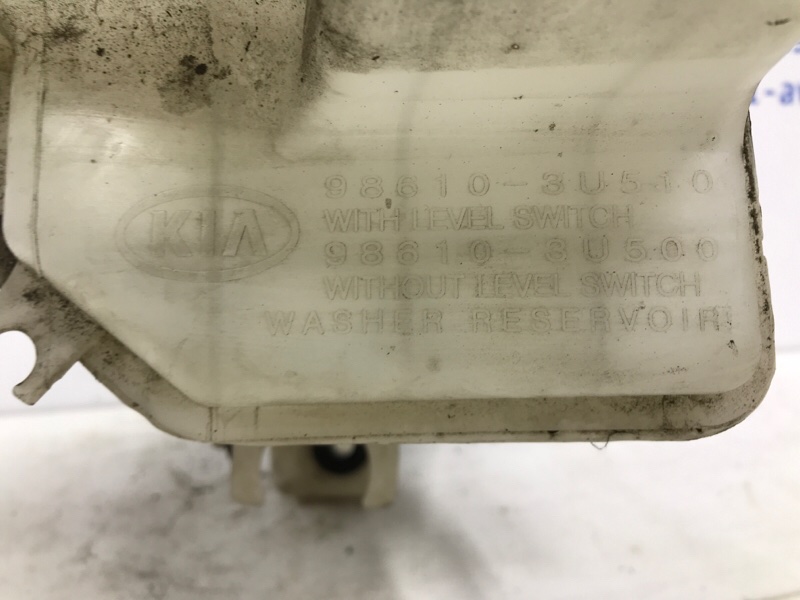 KIA
98610-3U510
WITH LEVEL SWITCH
98610-3U500
WITHOUT LEVEL SWITCH
WASHER RESERVOIR